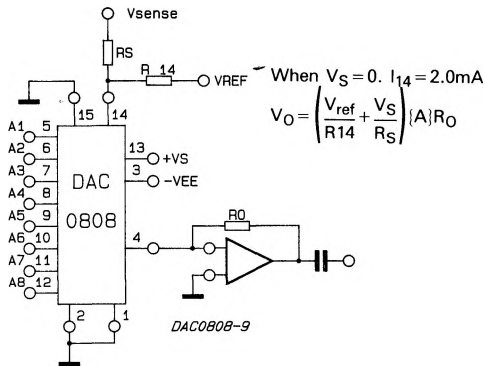 Vsense
RS
R 14
VREF
When VS=0. I14=2.0mA
VO=(Vref/R14+VS/RS){A}RO
15
14
A1 5
A2 6
A3 7
A4 8
A5 9
A6 10
A7 11
A8 12
DAC
0808
13 +VS
3 -VEE
4
RO
2
1
DAC0808-9